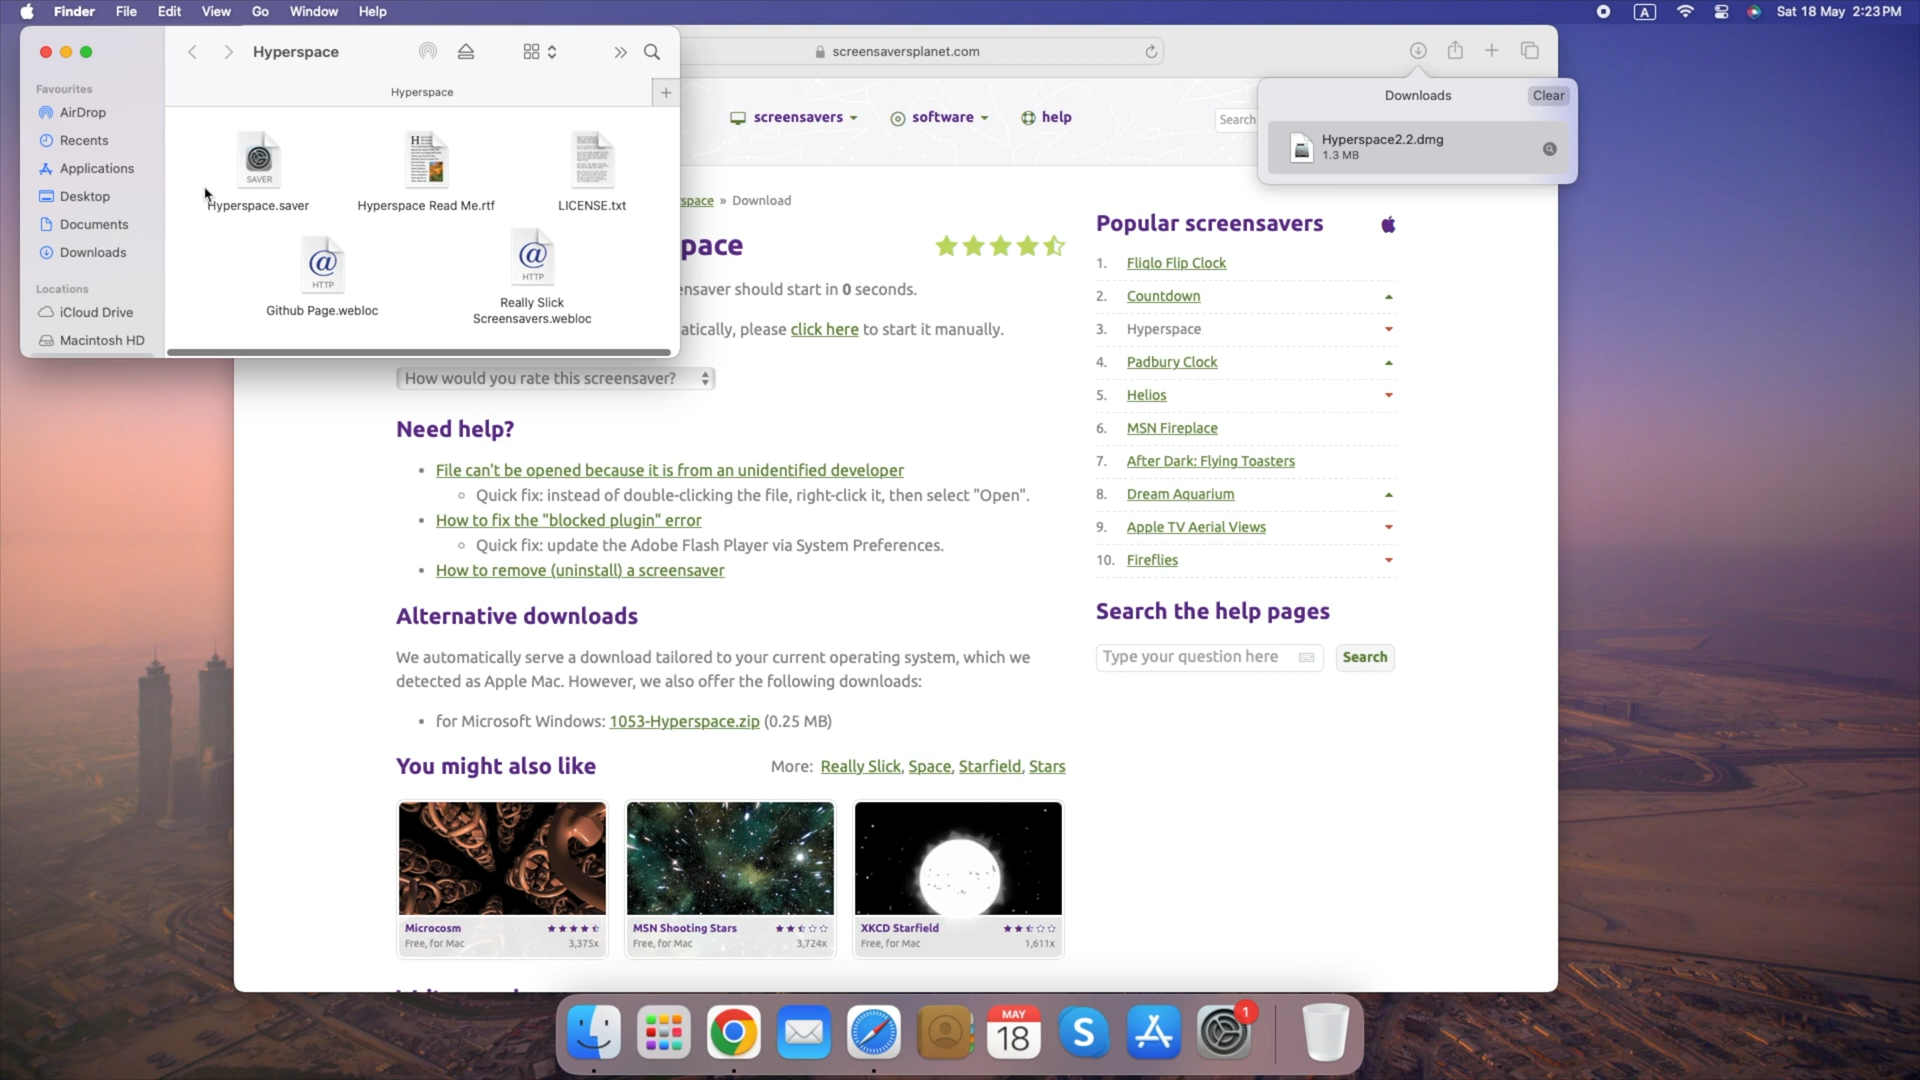 Finder File Edit View Go Window Help
A Sat 18 May 2:23 PM
Hyperspace
Hyperspace
Favourites
AirDrop
Recents
Applications
Desktop
Documents
Downloads
Locations
iCloud Drive
Macintosh HD
SAVER
Hyperspace.saver
Hyperspace Read Me.rtf
LICENSE.txt
HTTP
Github Page.webloc
HTTP
Really Slick
Screensavers.webloc
screensaversplanet.com
Downloads Clear
Hyperspace2.2.dmg
1.3 MB
screensavers software help
Search
space » Download
pace
ensaver should start in 0 seconds.
atically, please click here to start it manually.
How would you rate this screensaver?
Need help?
• File can't be opened because it is from an unidentified developer
Quick fix: instead of double-clicking the file, right-click it, then select "Open".
• How to fix the "blocked plugin" error
Quick fix: update the Adobe Flash Player via System Preferences.
• How to remove (uninstall) a screensaver
Alternative downloads
We automatically serve a download tailored to your current operating system, which we
detected as Apple Mac. However, we also offer the following downloads:
• for Microsoft Windows: 1053-Hyperspace.zip (0.25 MB)
You might also like
More: Really Slick, Space, Starfield, Stars
Microcosm
Free, for Mac 3,375x
MSN Shooting Stars
Free, for Mac 3,724x
XKCD Starfield
Free, for Mac 1,611x
Popular screensavers
1. Fliqlo Flip Clock
2. Countdown
3. Hyperspace
4. Padbury Clock
5. Helios
6. MSN Fireplace
7. After Dark: Flying Toasters
8. Dream Aquarium
9. Apple TV Aerial Views
10. Fireflies
Search the help pages
Type your question here Search
MAY
18
1